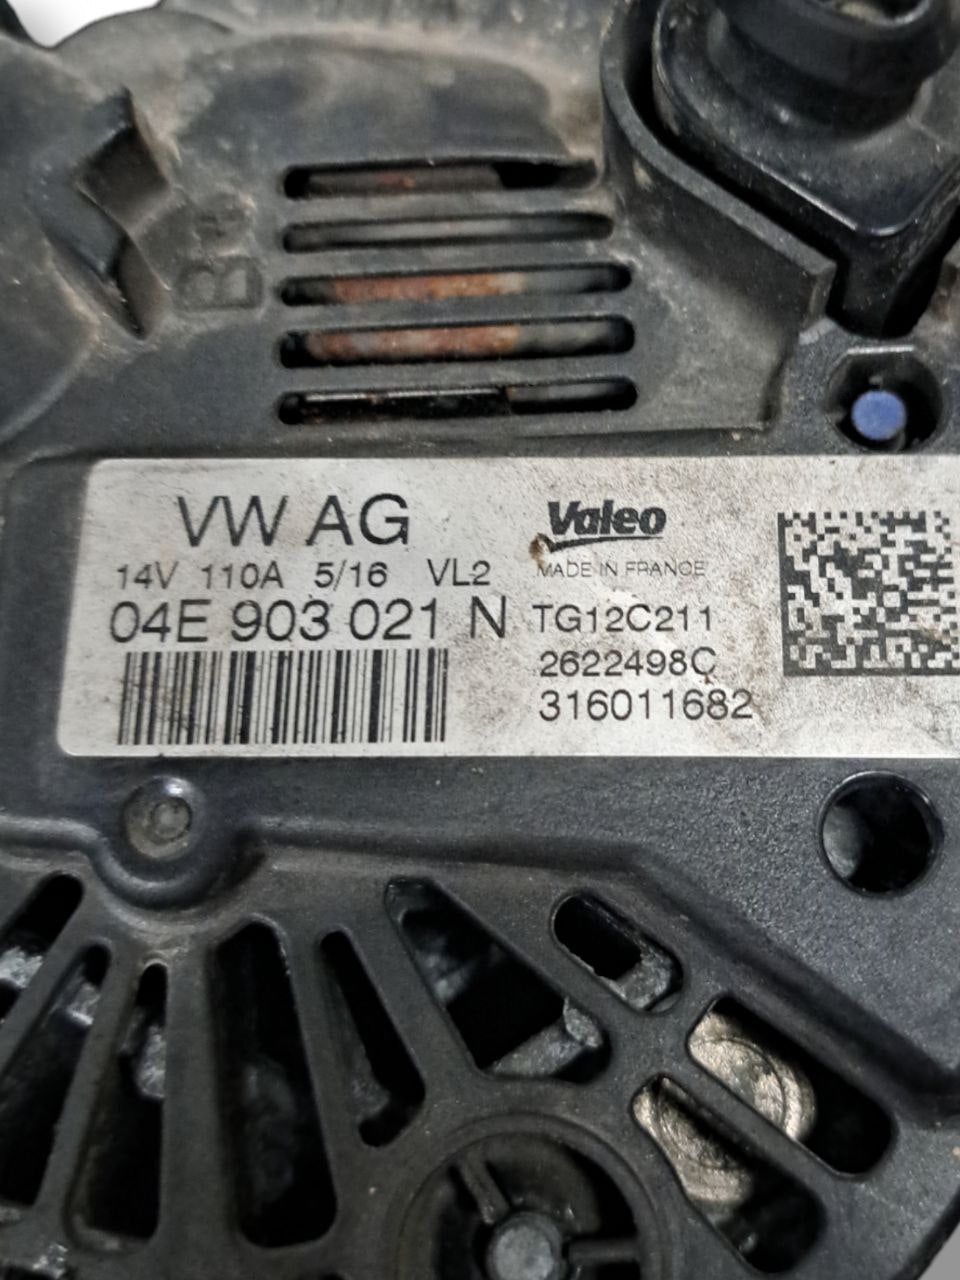 B+
VW AG
14V 110A 5/16 VL2
04E 903 021 N
Valeo
MADE IN FRANCE
TG12C211
2622498C
316011682